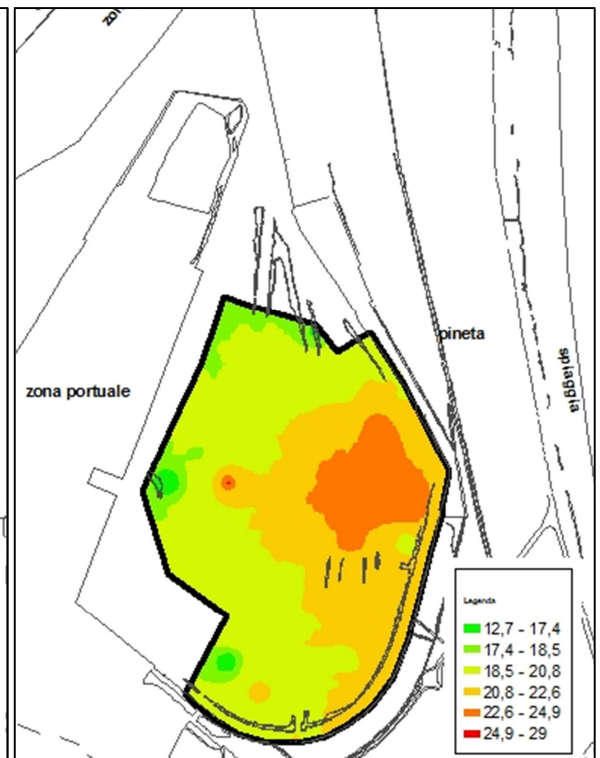 pineta
spiaggia
zona portuale
Legenda
12,7 - 17,4
17,4 - 18,5
18,5 - 20,8
20,8 - 22,6
22,6 - 24,9
24,9 - 29